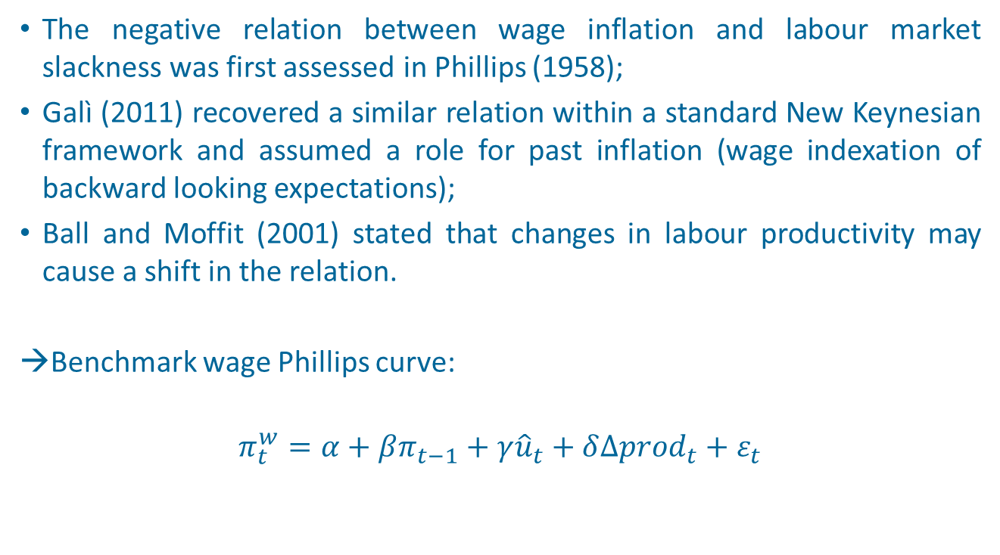 • The negative relation between wage inflation and labour market
slackness was first assessed in Phillips (1958);
• Galì (2011) recovered a similar relation within a standard New Keynesian
framework and assumed a role for past inflation (wage indexation of
backward looking expectations);
• Ball and Moffit (2001) stated that changes in labour productivity may
cause a shift in the relation.
→Benchmark wage Phillips curve:
$\pi_t^w = \alpha + \beta\pi_{t-1} + \gamma\hat{u}_t + \delta\Delta prod_t + \varepsilon_t$